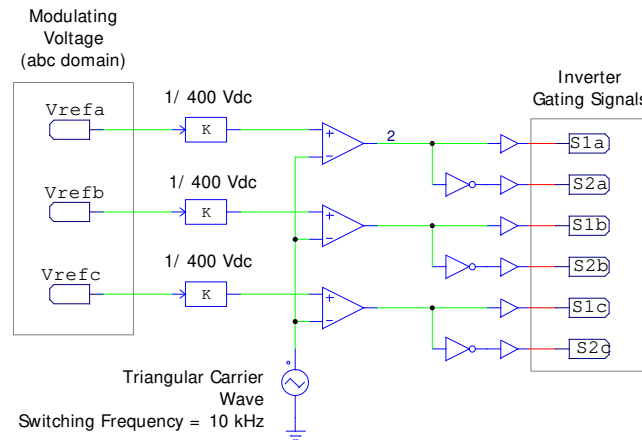 Modulating
Voltage
(abc domain)
Vrefa
Vrefb
Vrefc
1/ 400 Vdc
K
1/ 400 Vdc
K
1/ 400 Vdc
K
2
Triangular Carrier
Wave
Switching Frequency = 10 kHz
Inverter
Gating Signals
S1a
S2a
S1b
S2b
S1c
S2c